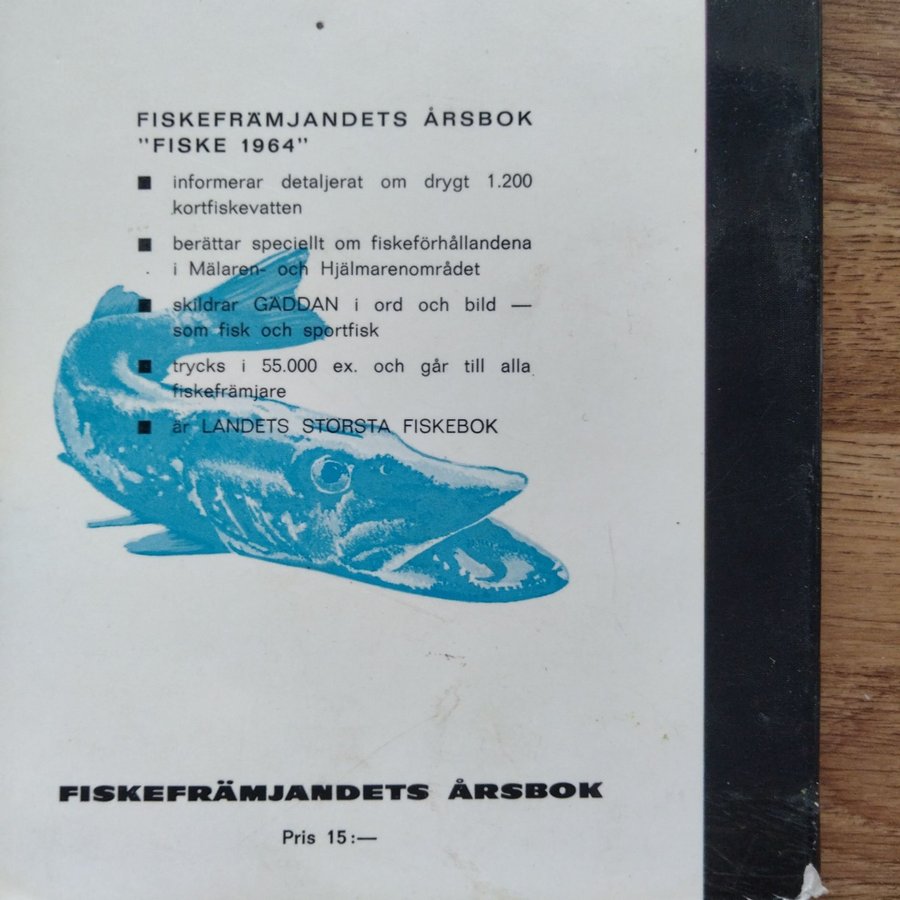 FISKEFRÄMJANDETS ÅRSBOK
"FISKE 1964"
■ informerar detaljerat om drygt 1.200
kortfiskevatten
■ berättar speciellt om fiskeförhållandena
i Mälaren- och Hjälmarenområdet
■ skildrar GÄDDAN i ord och bild —
som fisk och sportfisk
■ trycks i 55.000 ex. och går till alla
fiskefrämjare
■ är LANDETS STÖRSTA FISKEBOK
FISKEFRÄMJANDETS ÅRSBOK
Pris 15:—